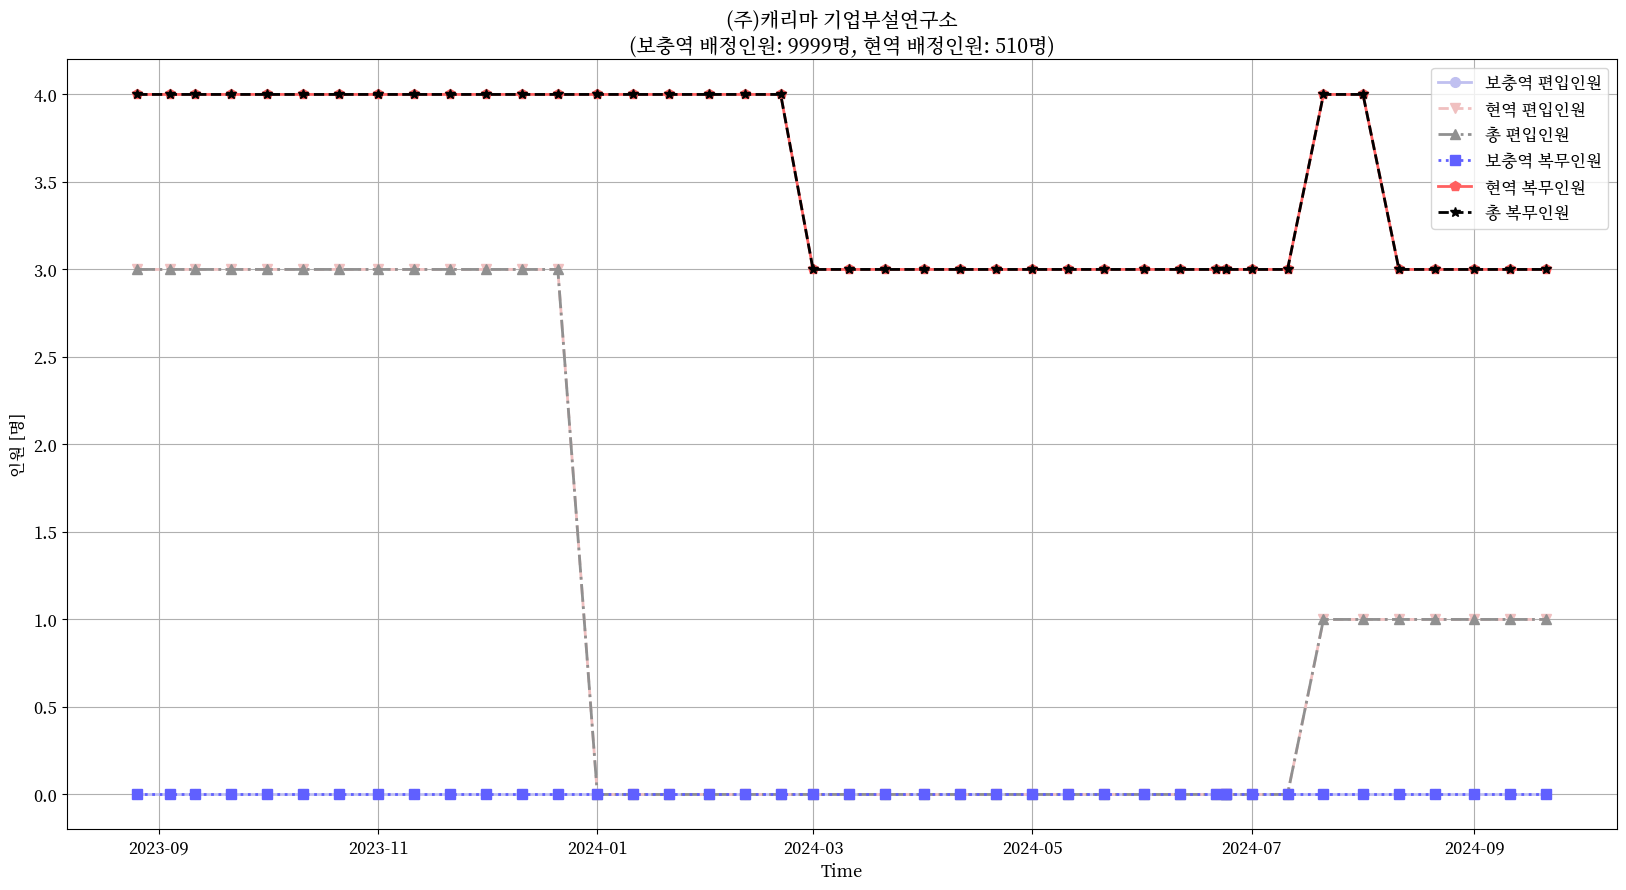 (주)캐리마 기업부설연구소
(보충역 배정인원: 9999명, 현역 배정인원: 510명)
보충역 편입인원
현역 편입인원
총 편입인원
보충역 복무인원
현역 복무인원
총 복무인원
인원 [명]
4.0
3.5
3.0
2.5
2.0
1.5
1.0
0.5
0.0
2023-09
2023-11
2024-01
2024-03
2024-05
2024-07
2024-09
Time